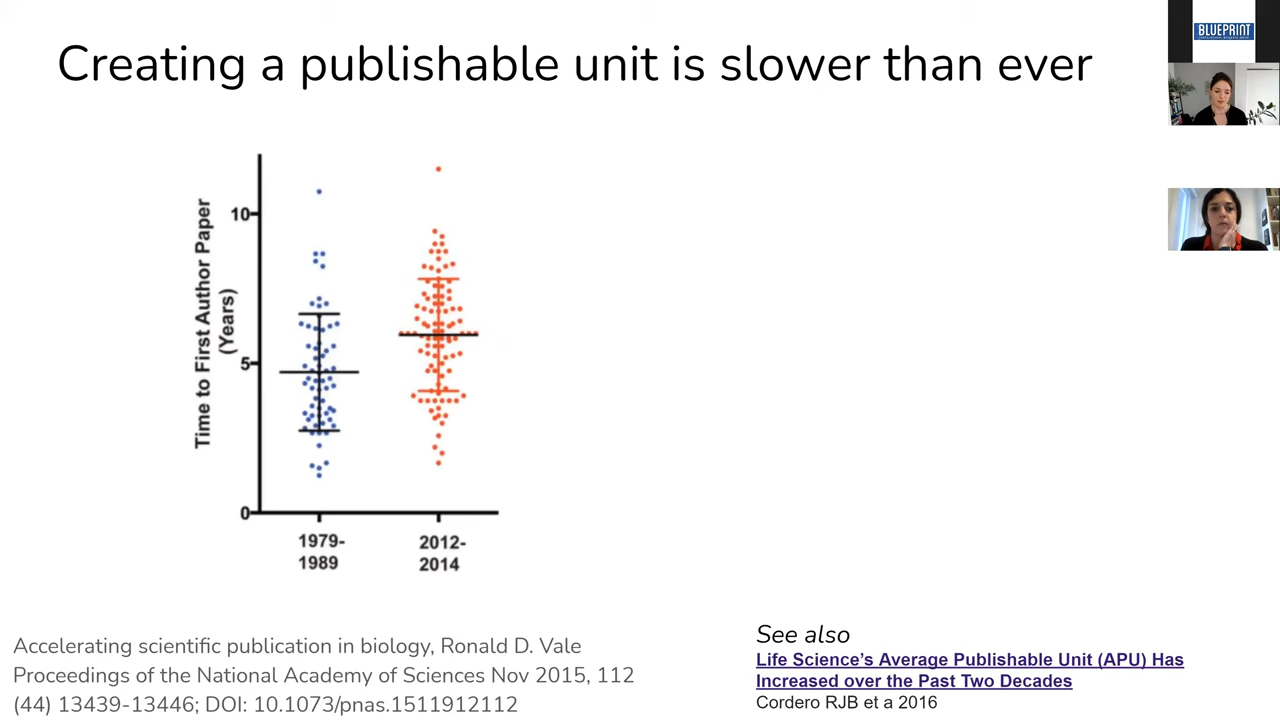 Creating a publishable unit is slower than ever
BLUEPRINT
Time to First Author Paper
(Years)
10
5
0
1979-
1989
2012-
2014
Accelerating scientific publication in biology, Ronald D. Vale
Proceedings of the National Academy of Sciences Nov 2015, 112
(44) 13439-13446; DOI: 10.1073/pnas.1511912112
See also
Life Science’s Average Publishable Unit (APU) Has
Increased over the Past Two Decades
Cordero RJB et a 2016